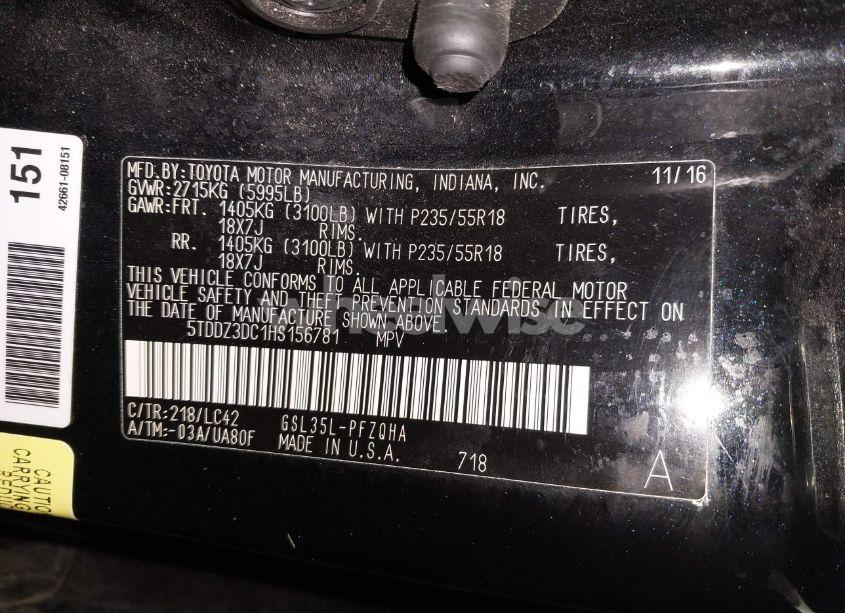 151
42661-08151
MFD.BY:TOYOTA MOTOR MANUFACTURING, INDIANA, INC. 11/16
GVWR:2715KG (5995LB)
GAWR:FRT. 1405KG (3100LB) WITH P235/55R18 TIRES,
18X7J RIMS.
RR. 1405KG (3100LB) WITH P235/55R18 TIRES,
18X7J RIMS.
THIS VEHICLE CONFORMS TO ALL APPLICABLE FEDERAL MOTOR
VEHICLE SAFETY AND THEFT PREVENTION STANDARDS IN EFFECT ON
THE DATE OF MANUFACTURE SHOWN ABOVE.
5TDDZ3DC1HS156781 MPV
C/TR:218/LC42 GSL35L-PFZQHA
A/TM:-03A/UA80F MADE IN U.S.A. 718 A
CARRYING